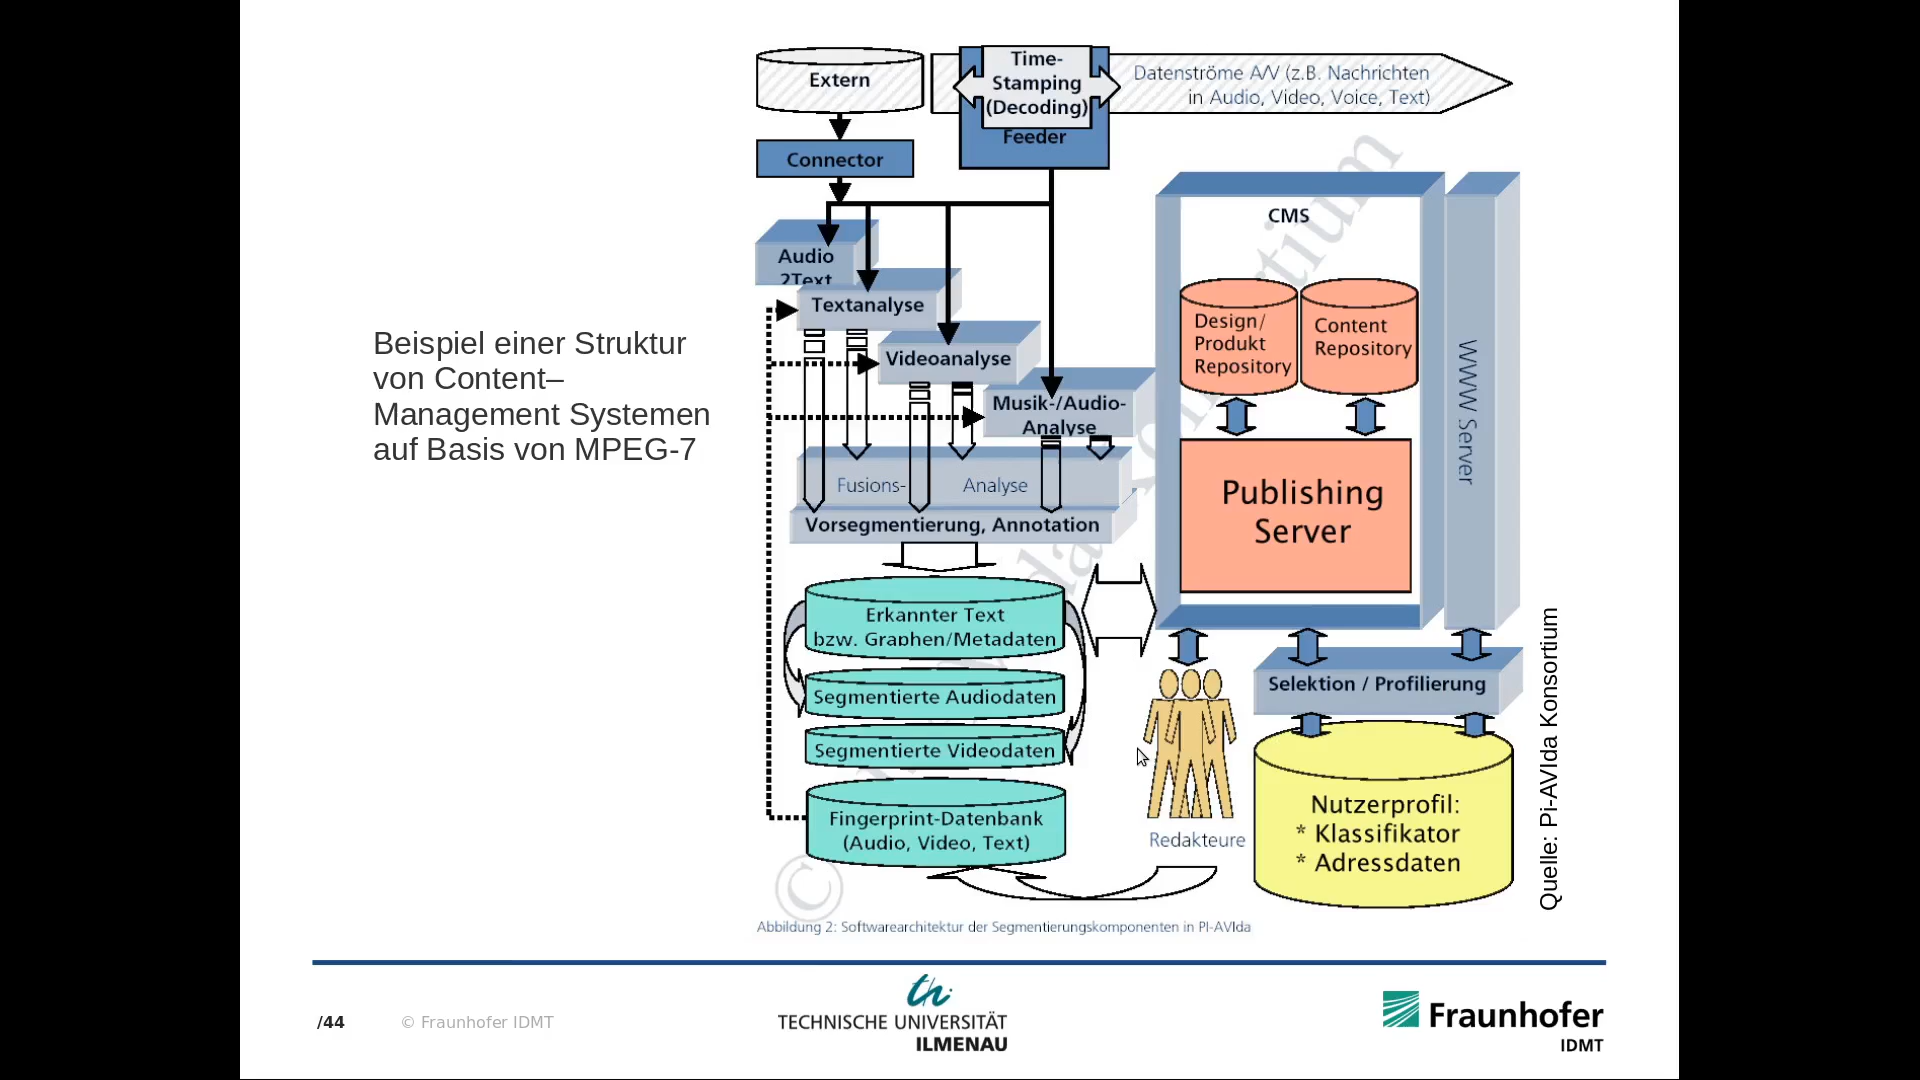 Beispiel einer Struktur
von Content–
Management Systemen
auf Basis von MPEG-7
Extern
Time-
Stamping
(Decoding)
Feeder
Datenströme A/V (z.B. Nachrichten
in Audio, Video, Voice, Text)
Connector
Audio
2Text
Textanalyse
Videoanalyse
Musik-/Audio-
Analyse
Fusions- Analyse
Vorsegmentierung, Annotation
Erkannter Text
bzw. Graphen/Metadaten
Segmentierte Audiodaten
Segmentierte Videodaten
Fingerprint-Datenbank
(Audio, Video, Text)
CMS
Design/
Produkt
Repository
Content
Repository
Publishing
Server
WWW Server
Selektion / Profilierung
Redakteure
Nutzerprofil:
* Klassifikator
* Adressdaten
Quelle: Pi-AVIda Konsortium
©
Abbildung 2: Softwarearchitektur der Segmentierungskomponenten in PI-AVIda
/44
© Fraunhofer IDMT
th
TECHNISCHE UNIVERSITÄT
ILMENAU
Fraunhofer
IDMT